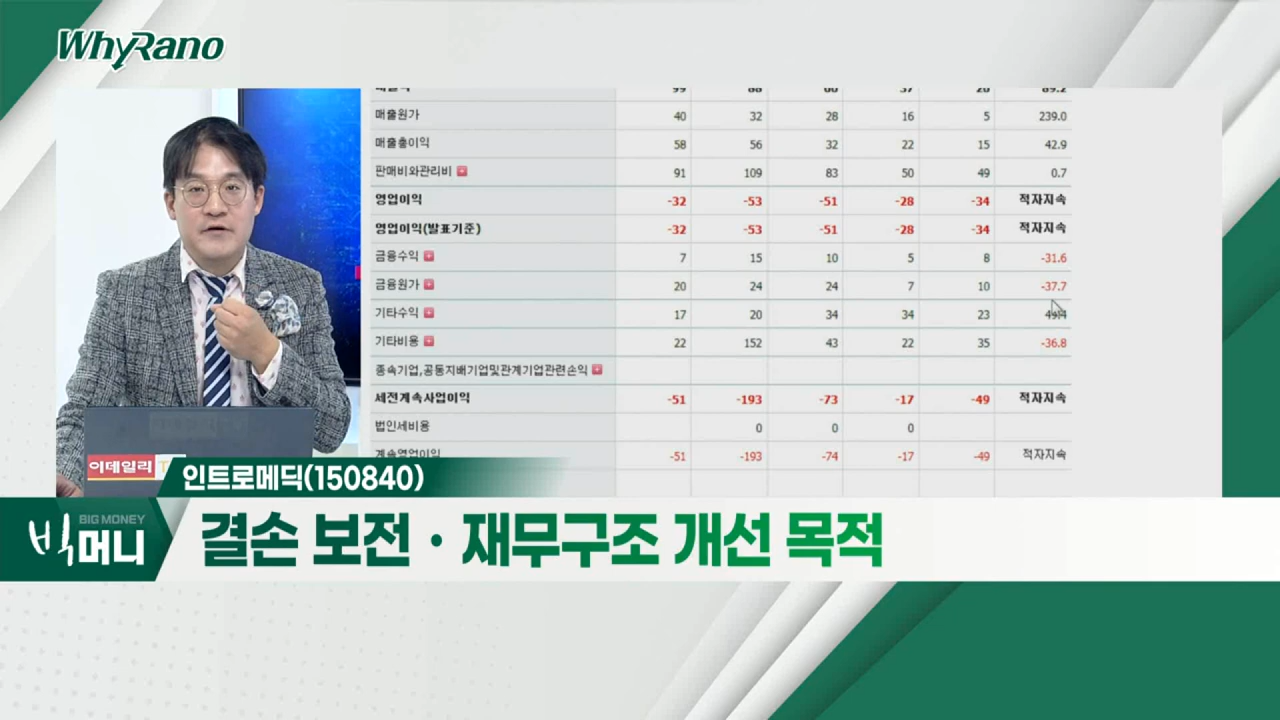 WhyRano
매출원가 40 32 28 16 5 239.0
매출총이익 58 56 32 22 15 42.9
판매비와관리비 91 109 83 50 49 0.7
영업이익 -32 -53 -51 -28 -34 적자지속
영업이익(발표기준) -32 -53 -51 -28 -34 적자지속
금융수익 7 15 10 5 8 -31.6
금융원가 20 24 24 7 10 -37.7
기타수익 17 20 34 34 23
기타비용 22 152 43 22 35 -36.8
종속기업,공동지배기업및관계기업관련손익
세전계속사업이익 -51 -193 -73 -17 -49 적자지속
법인세비용 0 0 0
계속영업이익 -51 -193 -74 -17 -49 적자지속
이데일리
인트로메딕(150840)
BIG MONEY
빅머니
결손 보전 · 재무구조 개선 목적